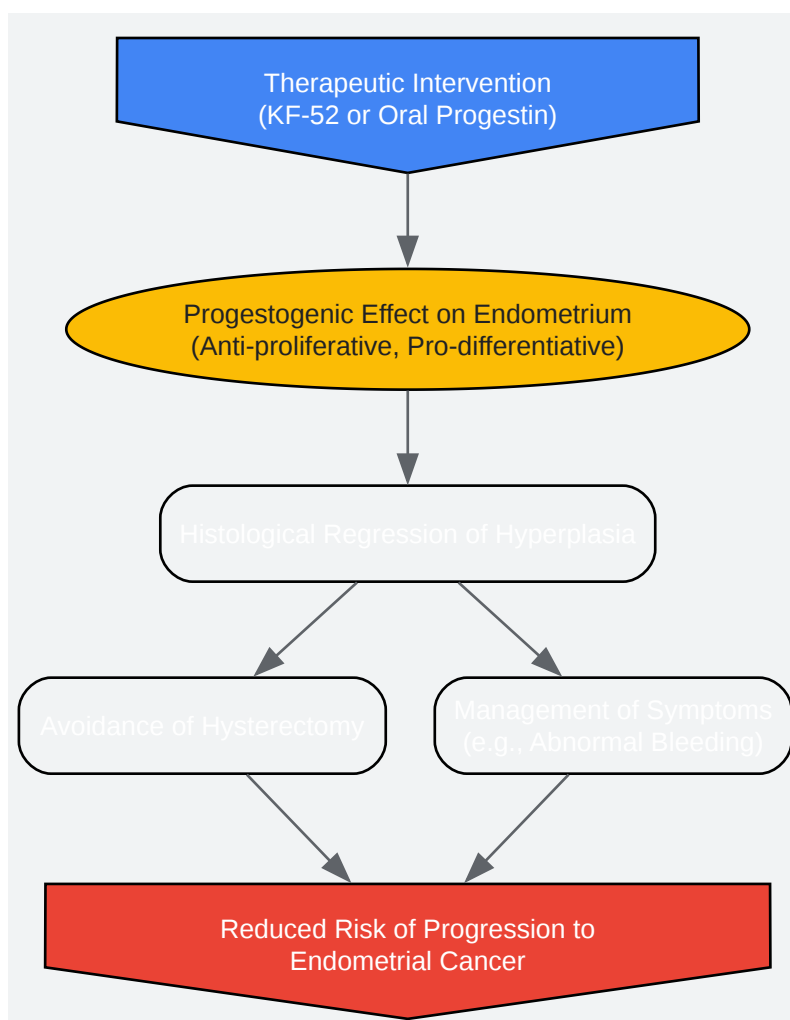 Therapeutic Intervention
(KF-52 or Oral Progestin)
Progestogenic Effect on Endometrium
(Anti-proliferative, Pro-differentiative)
Histological Regression of Hyperplasia
Avoidance of Hysterectomy
Management of Symptoms
(e.g., Abnormal Bleeding)
Reduced Risk of Progression to
Endometrial Cancer